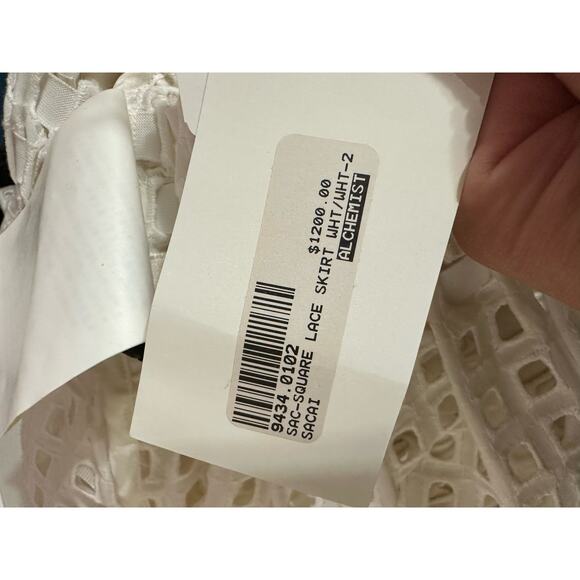 9434.0102
SAC-SQUARE LACE SKIRT WHT/WHT-2
SACAI
$1200.00
ALCHEMIST